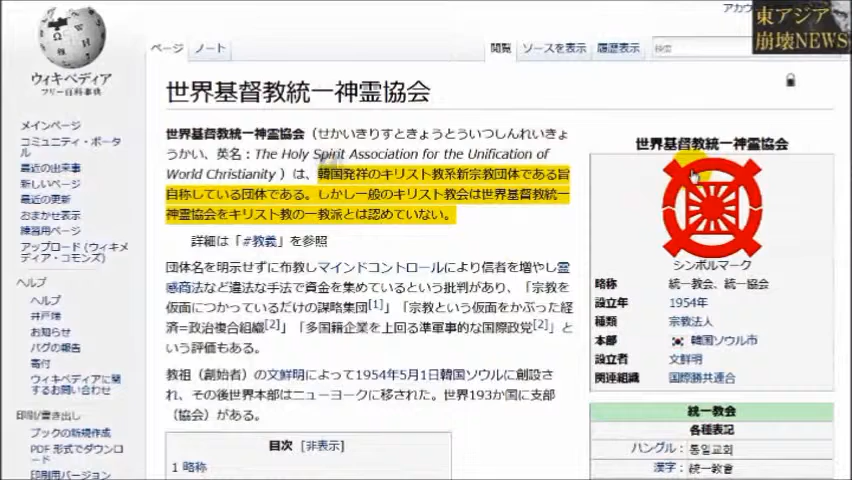 アカウ
東アジア
崩壊NEWS
ウィキペディア
フリー百科事典
ページ ノート 閲覧 ソースを表示 履歴表示 検索
世界基督教統一神霊協会
メインページ
コミュニティ・ポータ
ル
最近の出来事
新しいページ
最近の更新
おまかせ表示
練習用ページ
アップロード (ウィキメ
ディア・コモンズ)
ヘルプ
ヘルプ
井戸端
お知らせ
バグの報告
寄付
ウィキペディアに関
するお問い合わせ
印刷/書き出し
ブックの新規作成
PDF 形式でダウンロ
ード
印刷用バージョン
世界基督教統一神霊協会（せかいきりすときょうとういつしんれいきょ
うかい、英名：The Holy Spirit Association for the Unification of
World Christianity ）は、韓国発祥のキリスト教系新宗教団体である旨
自称している団体である。しかし一般のキリスト教会は世界基督教統一
神霊協会をキリスト教の一教派とは認めていない。
詳細は「#教義」を参照
団体名を明示せずに布教しマインドコントロールにより信者を増やし霊
感商法など違法な手法で資金を集めているという批判があり、「宗教を
仮面につかっているだけの謀略集団[1]」「宗教という仮面をかぶった経
済=政治複合組織[2]」「多国籍企業を上回る準軍事的な国際政党[2]」と
いう評価もある。
教祖（創始者）の文鮮明によって1954年5月1日韓国ソウルに創設さ
れ、その後世界本部はニューヨークに移された。世界193か国に支部
（協会）がある。
目次 [非表示]
1 略称
世界基督教統一神霊協会
シンボルマーク
略称 統一教会、統一協会
設立年 1954年
種類 宗教法人
本部 韓国ソウル市
設立者 文鮮明
関連組織 国際勝共連合
統一教会
各種表記
ハングル： 통일교회
漢字： 統一教會